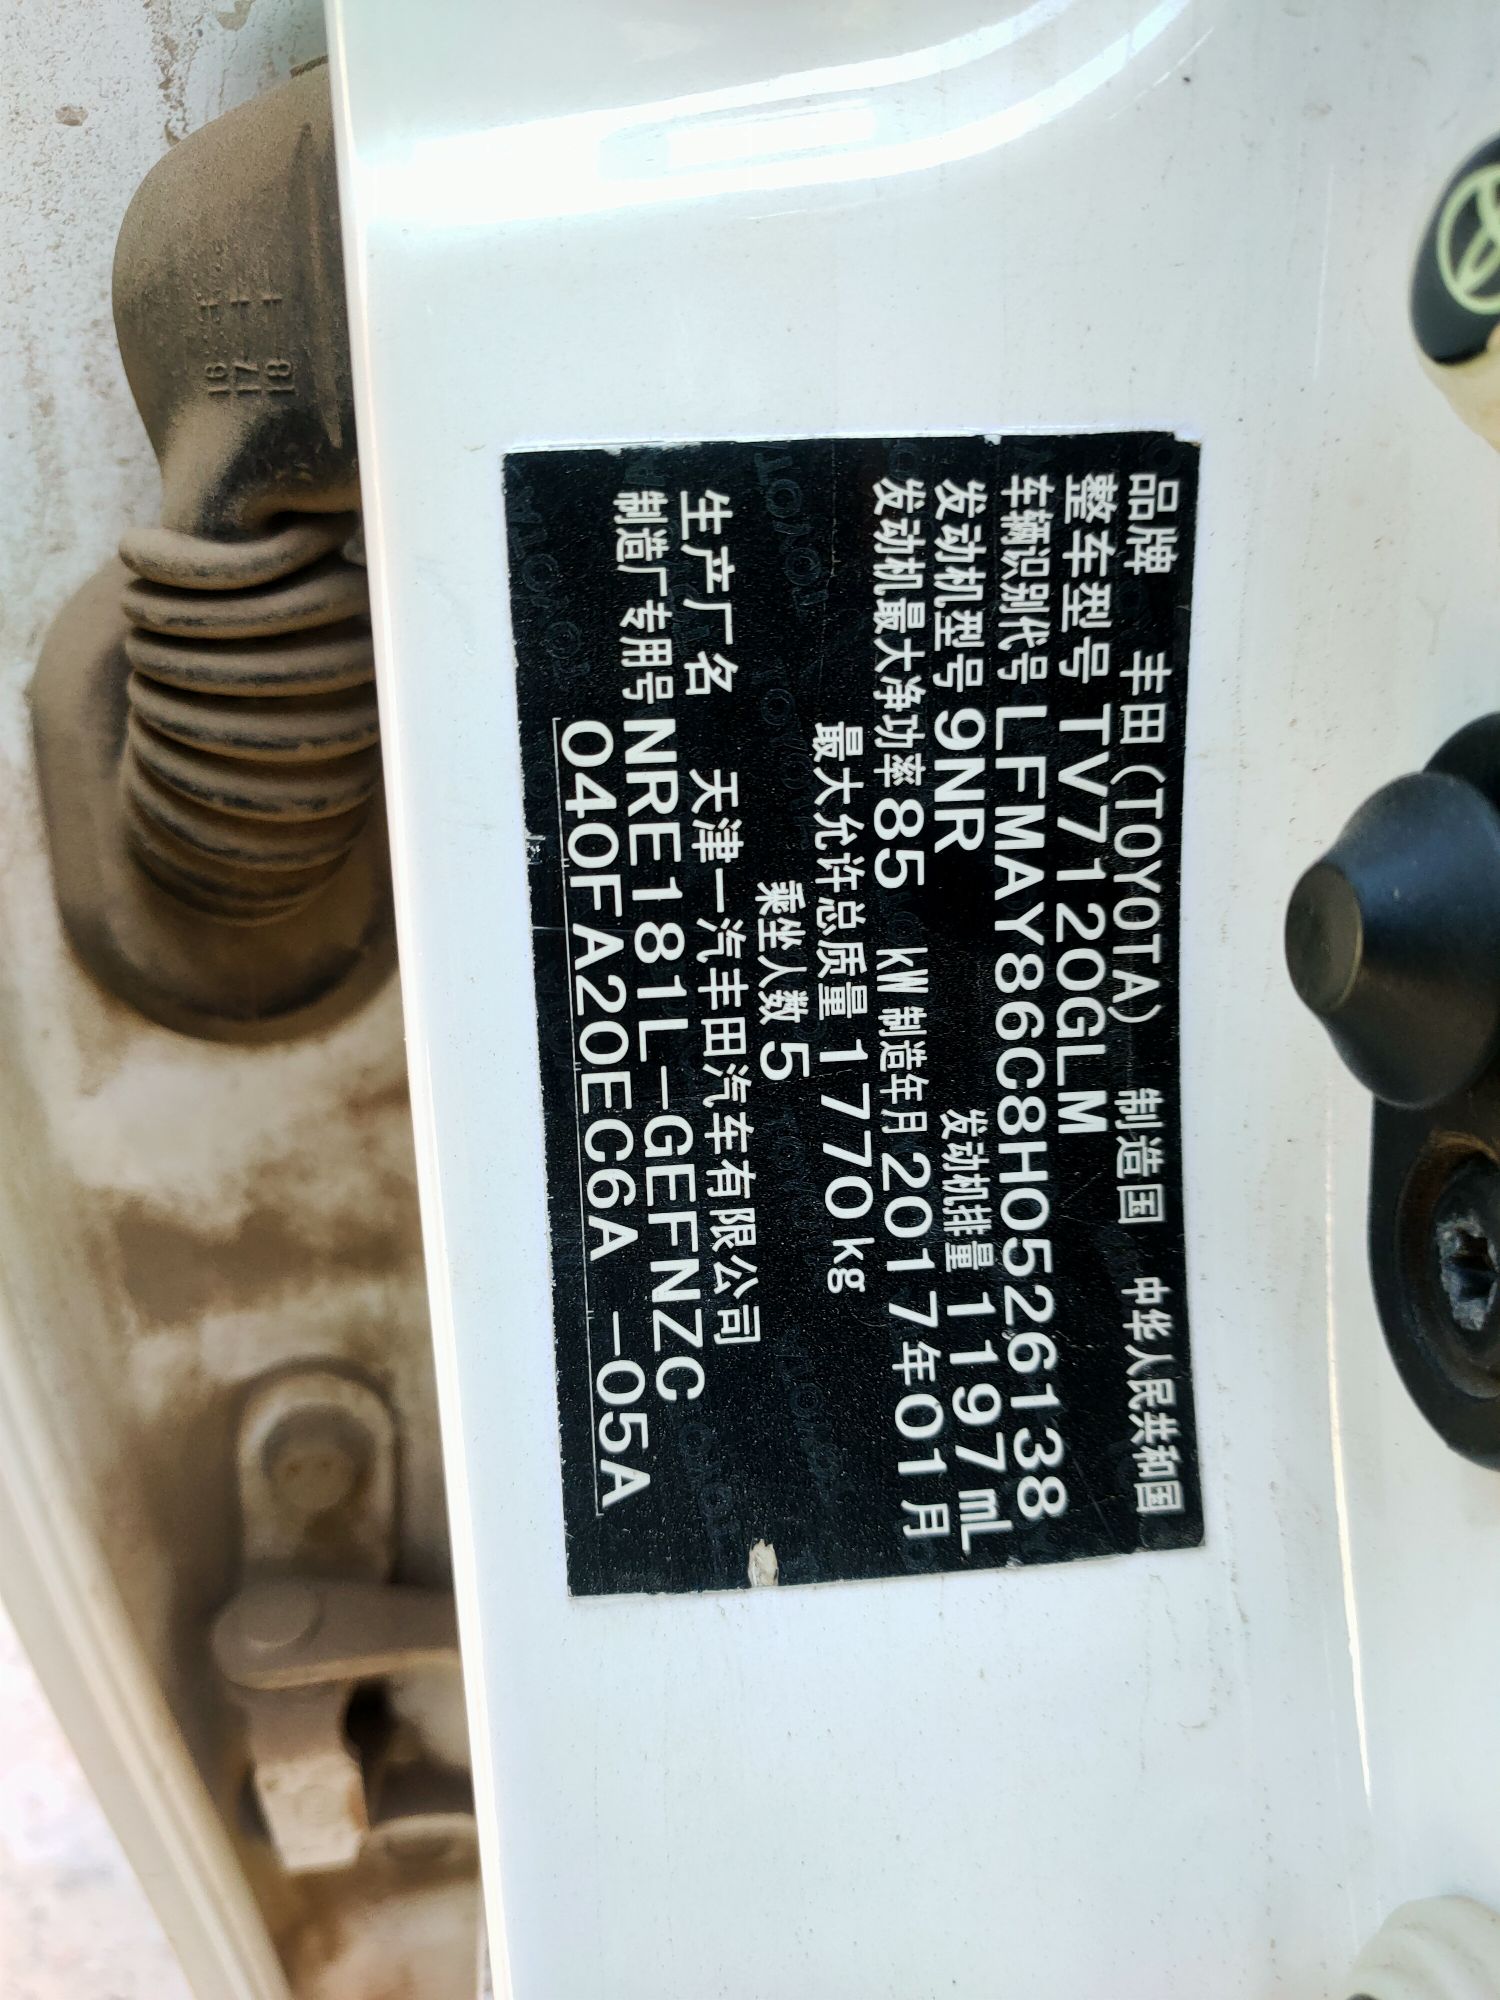 品牌 丰田(TOYOTA) 制造国 中华人民共和国
整车型号 TV7120GLM
车辆识别代号 LFMAY86C8H0526138
发动机型号 9NR 发动机排量 1197mL
发动机最大净功率 85 kW 制造年月 2017年01月
最大允许总质量 1770kg
乘坐人数 5
生产厂名 天津一汽丰田汽车有限公司
制造厂专用号 NRE181L-GEFNZC
040FA20EC6A -05A